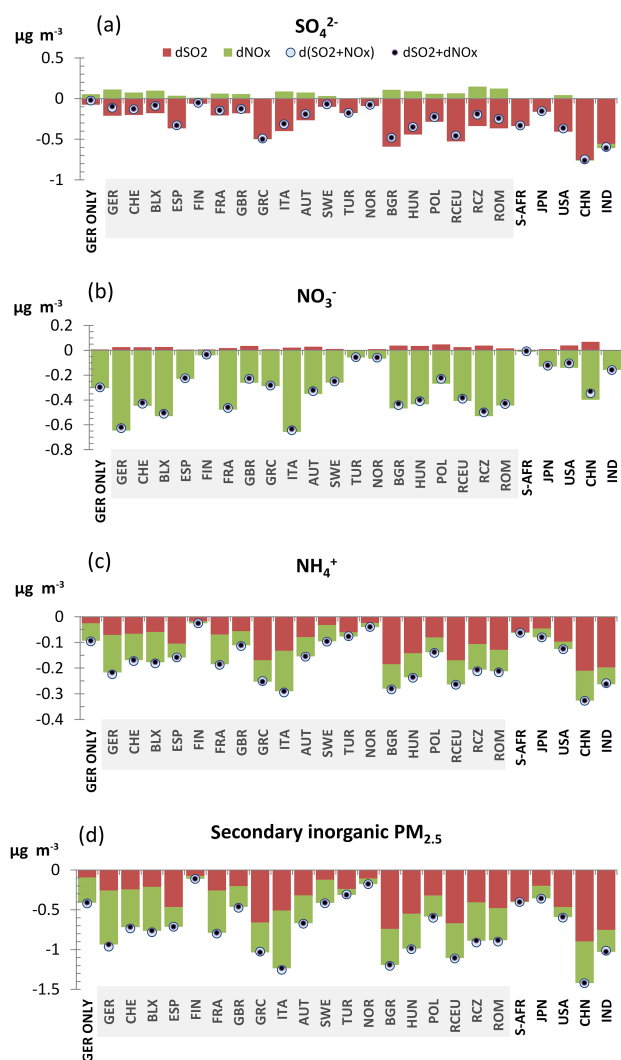 (a) SO₄²⁻
µg m⁻³
dSO2 dNOx d(SO2+NOx) dSO2+dNOx
0.5
0
-0.5
-1
GER ONLY GER CHE BLX ESP FIN FRA GBR GRC ITA AUT SWE TUR NOR BGR HUN POL RCEU RCZ ROM S-AFR JPN USA CHN IND
(b) NO₃⁻
µg m⁻³
0.2
0
-0.2
-0.4
-0.6
-0.8
GER ONLY GER CHE BLX ESP FIN FRA GBR GRC ITA AUT SWE TUR NOR BGR HUN POL RCEU RCZ ROM S-AFR JPN USA CHN IND
(c) NH₄⁺
µg m⁻³
0
-0.1
-0.2
-0.3
-0.4
GER ONLY GER CHE BLX ESP FIN FRA GBR GRC ITA AUT SWE TUR NOR BGR HUN POL RCEU RCZ ROM S-AFR JPN USA CHN IND
(d) Secondary inorganic PM₂.₅
µg m⁻³
0
-0.5
-1
-1.5
GER ONLY GER CHE BLX ESP FIN FRA GBR GRC ITA AUT SWE TUR NOR BGR HUN POL RCEU RCZ ROM S-AFR JPN USA CHN IND